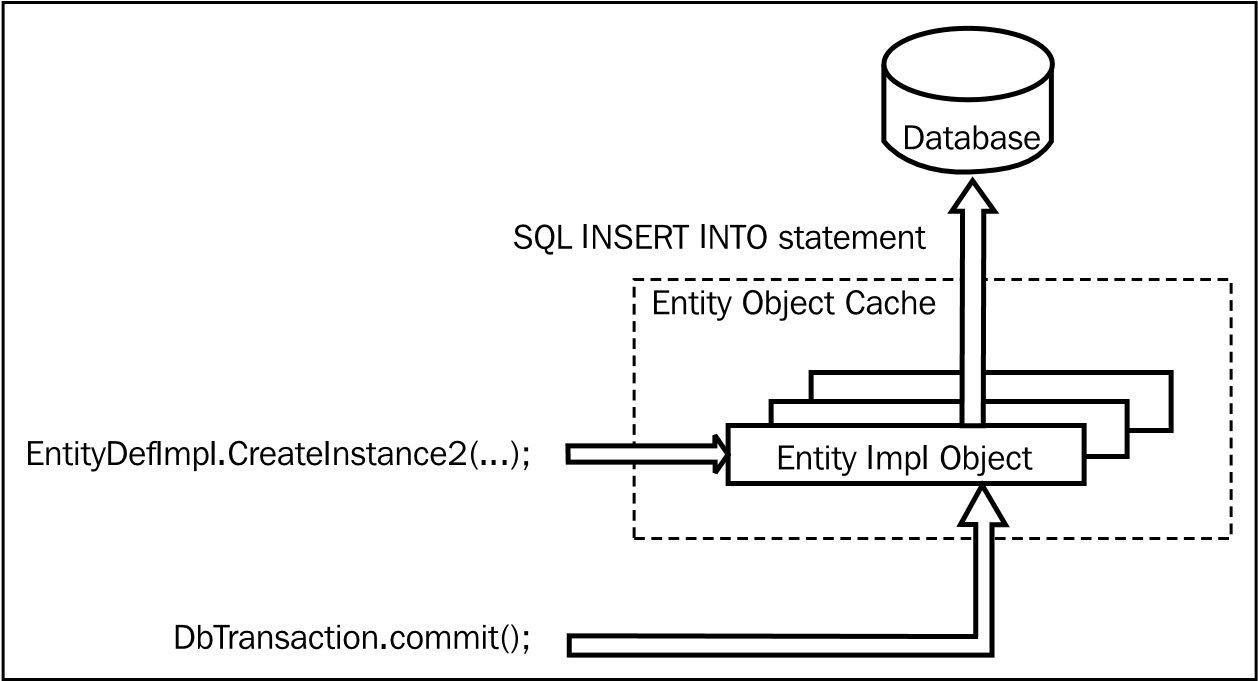 Database
SQL INSERT INTO statement
Entity Object Cache
EntityDefImpl.CreateInstance2(...);
Entity Impl Object
DbTransaction.commit();